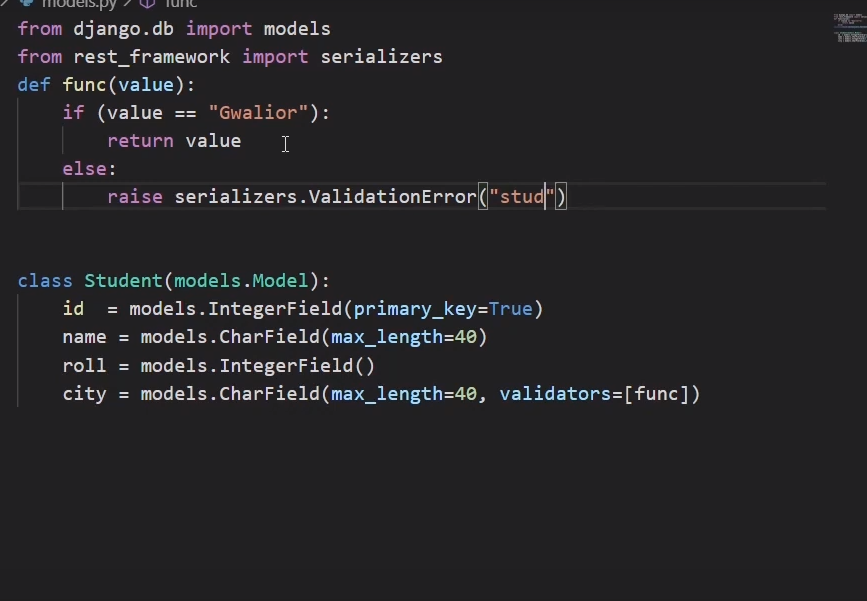 models.py > func
from django.db import models
from rest_framework import serializers
def func(value):
    if (value == "Gwalior"):
        return value
    else:
        raise serializers.ValidationError("stud")
class Student(models.Model):
    id  = models.IntegerField(primary_key=True)
    name = models.CharField(max_length=40)
    roll = models.IntegerField()
    city = models.CharField(max_length=40, validators=[func])